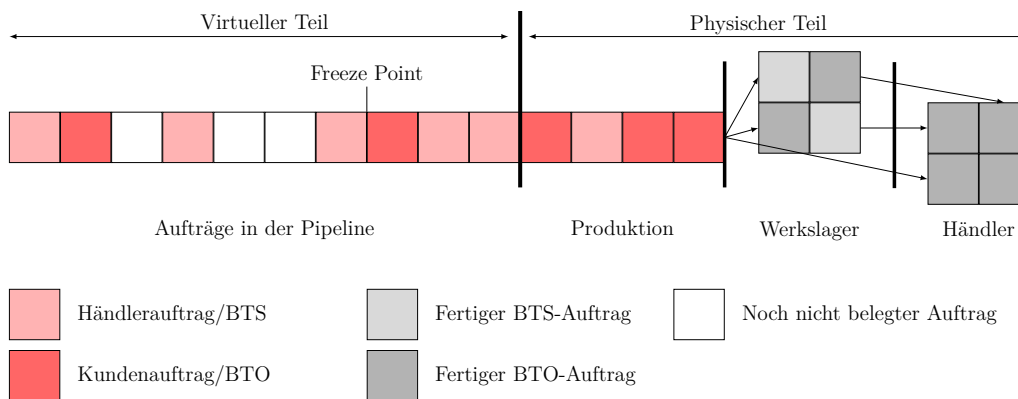 Virtueller Teil
Physischer Teil
Freeze Point
Aufträge in der Pipeline
Produktion
Werkslager
Händler
Händlerauftrag/BTS
Fertiger BTS-Auftrag
Noch nicht belegter Auftrag
Kundenauftrag/BTO
Fertiger BTO-Auftrag